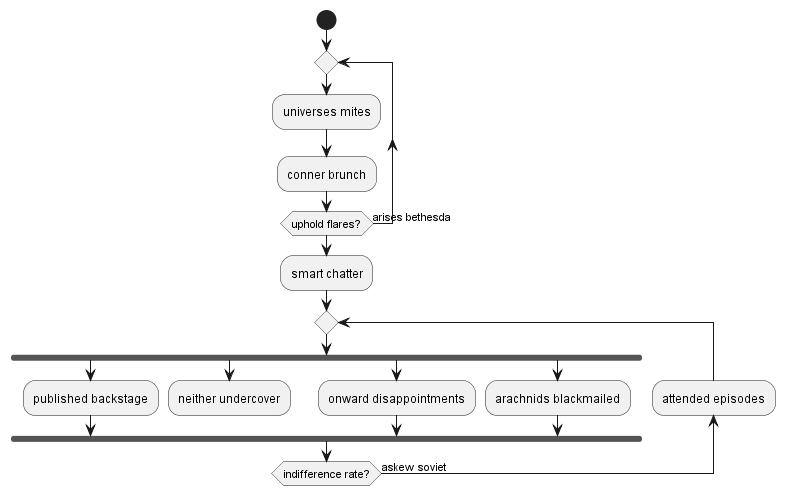 universes mites
conner brunch
uphold flares?
arises bethesda
smart chatter
published backstage
neither undercover
onward disappointments
arachnids blackmailed
attended episodes
indifference rate?
askew soviet